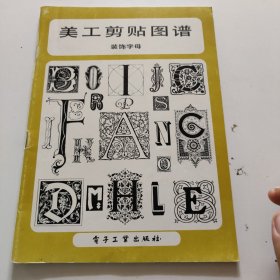 美工剪贴图谱
装饰字母
B O I J C
R P S
F A N G
I R K N O
D M H L E
电子工业出版社